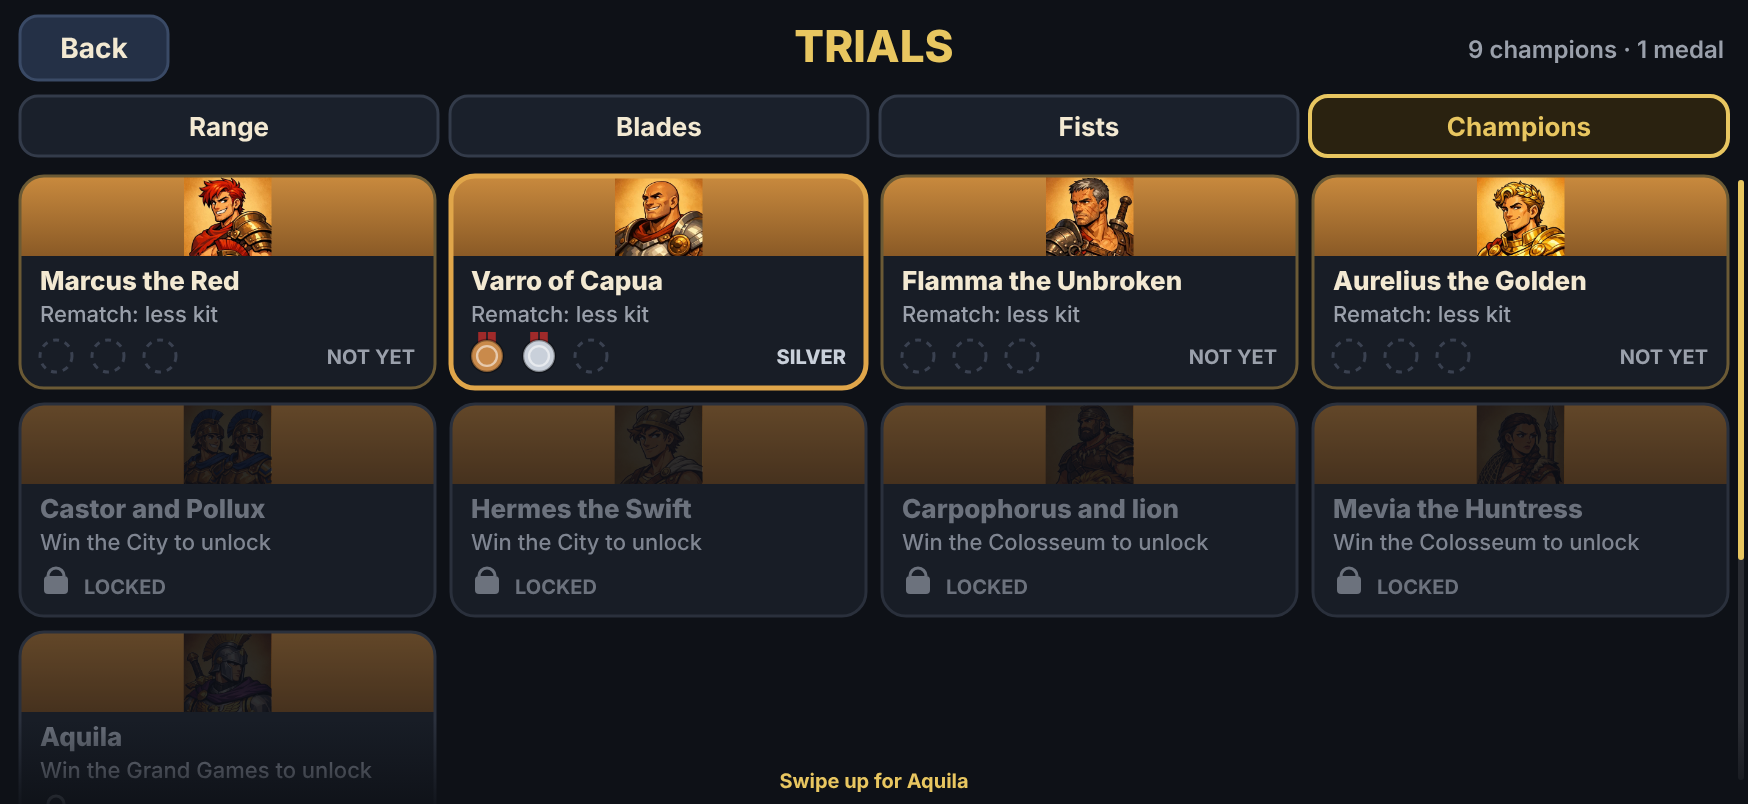 Back
TRIALS
9 champions · 1 medal
Range
Blades
Fists
Champions
Marcus the Red
Rematch: less kit
NOT YET
Varro of Capua
Rematch: less kit
SILVER
Flamma the Unbroken
Rematch: less kit
NOT YET
Aurelius the Golden
Rematch: less kit
NOT YET
Castor and Pollux
Win the City to unlock
LOCKED
Hermes the Swift
Win the City to unlock
LOCKED
Carpophorus and lion
Win the Colosseum to unlock
LOCKED
Mevia the Huntress
Win the Colosseum to unlock
LOCKED
Aquila
Win the Grand Games to unlock
Swipe up for Aquila